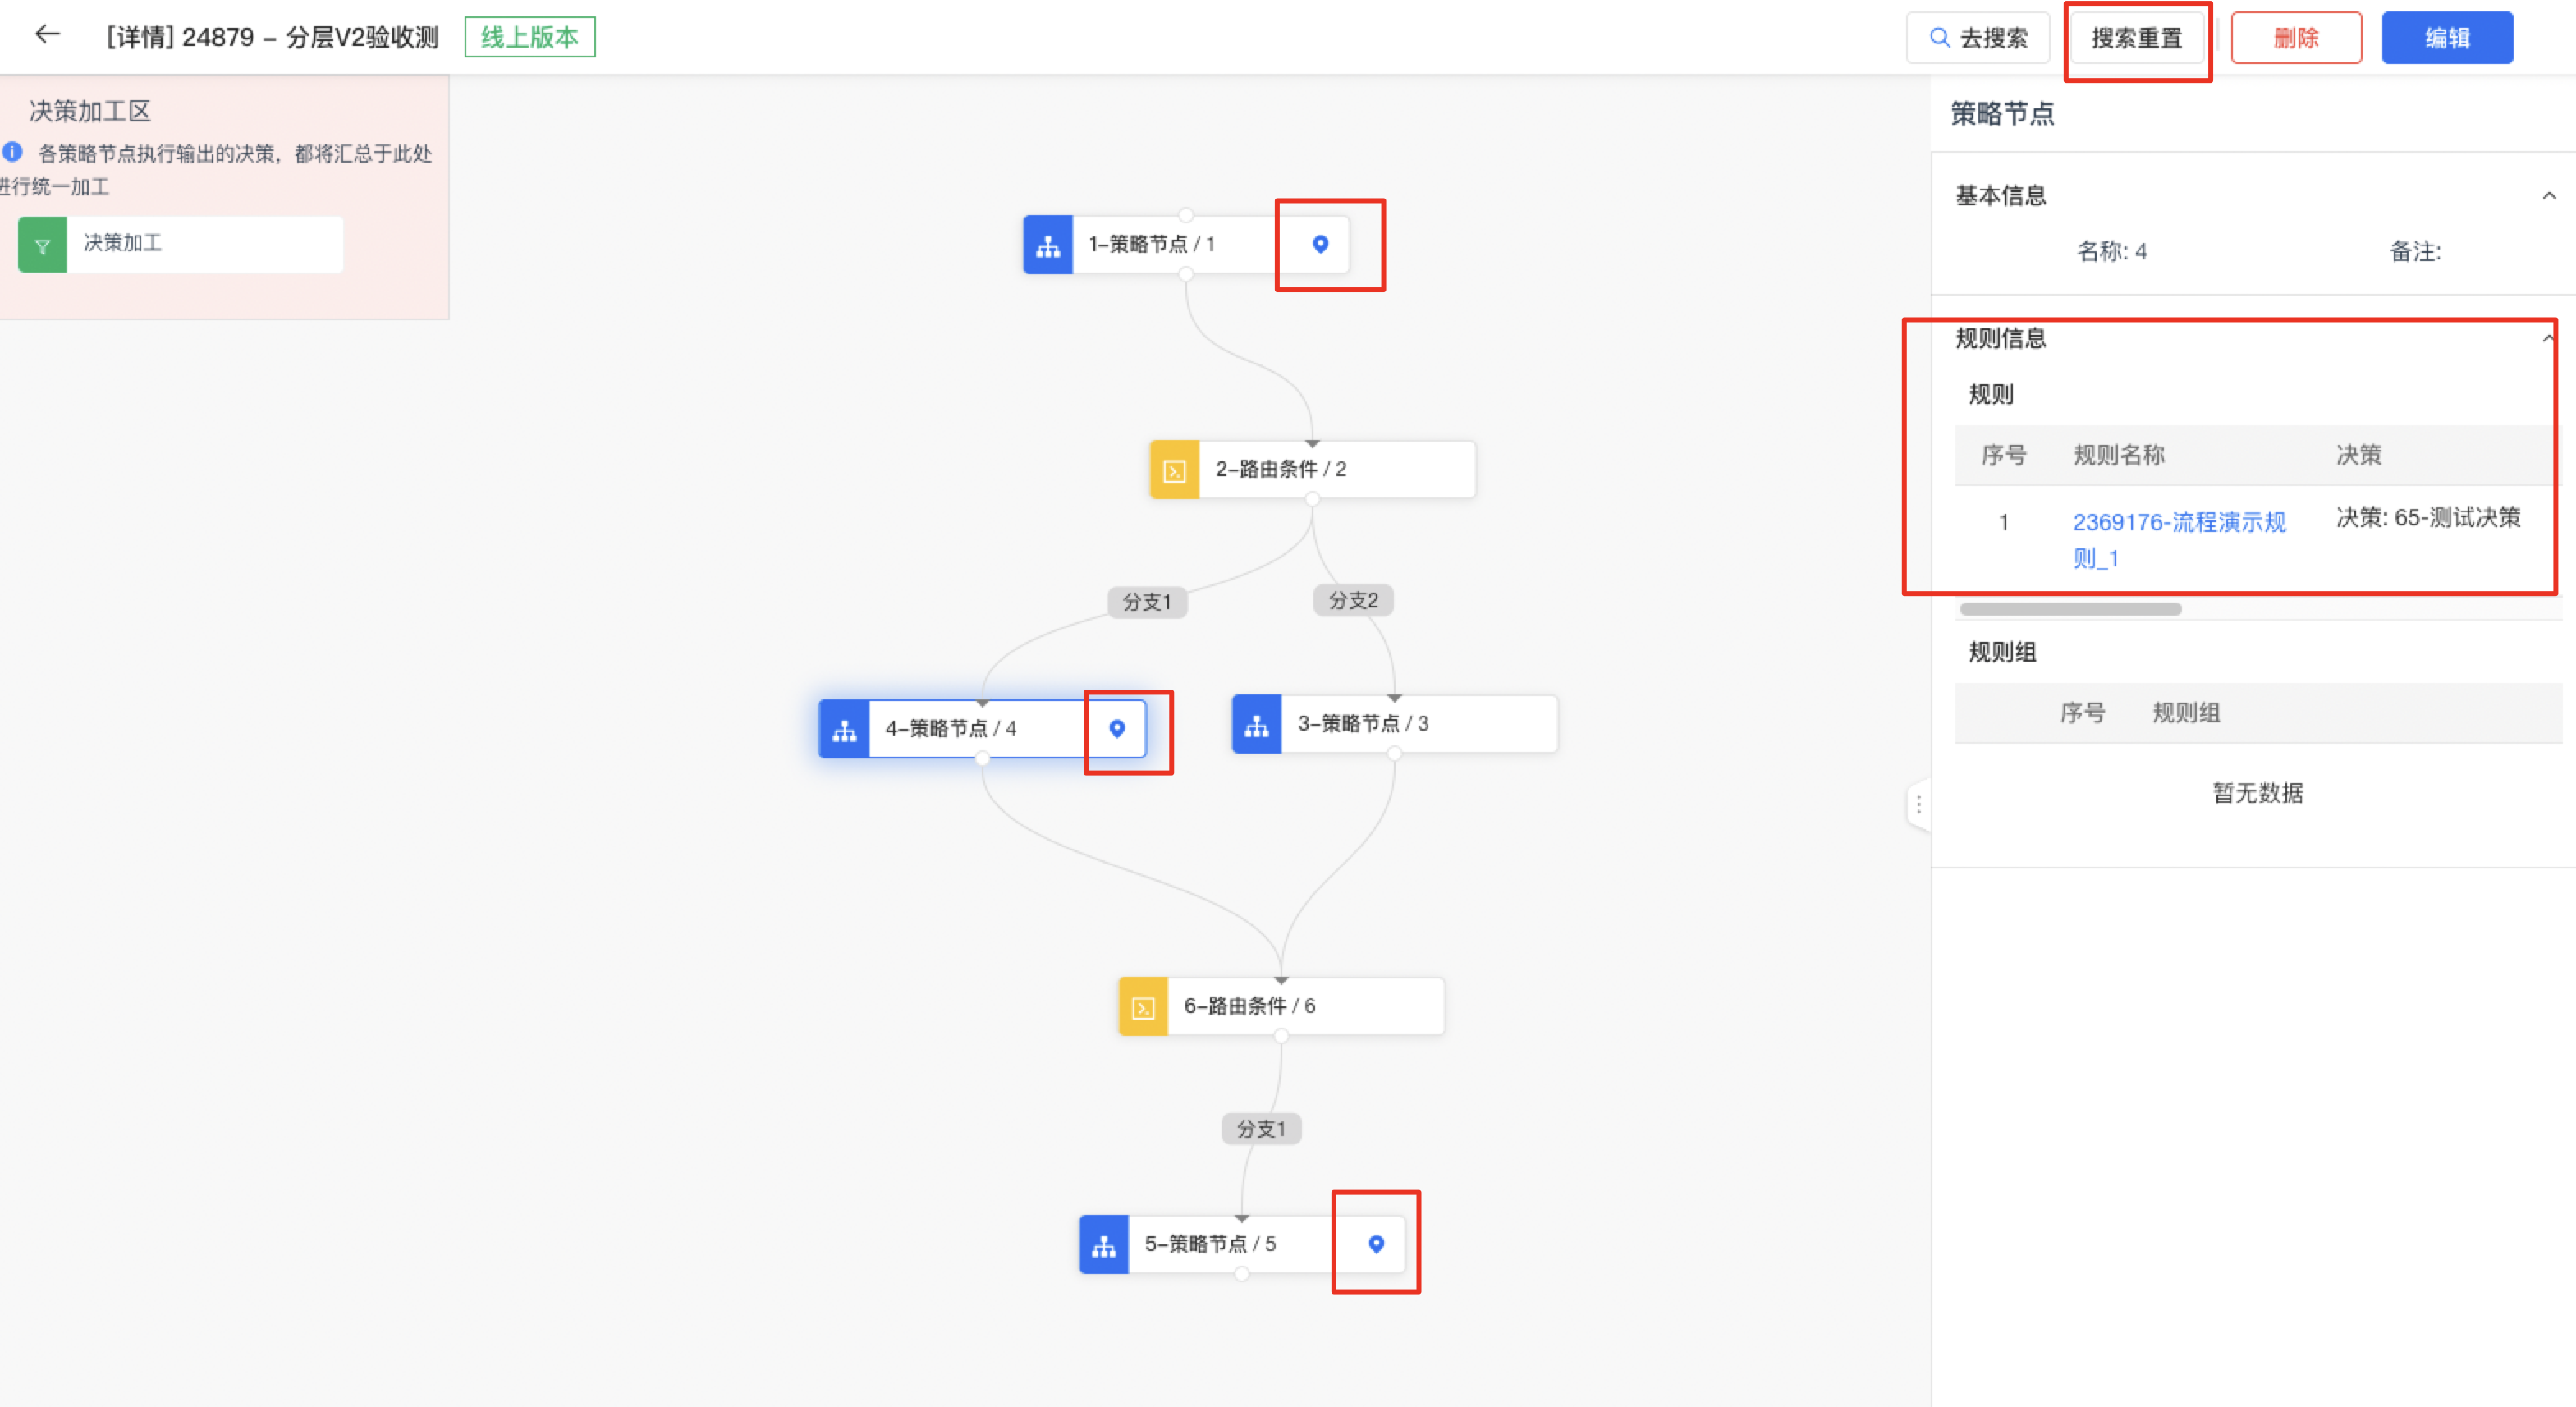 [详情] 24879 – 分层V2验收测
线上版本
去搜索
搜索重置
删除
编辑
决策加工区
各策略节点执行输出的决策，都将汇总于此处
进行统一加工
决策加工
1-策略节点 / 1
2-路由条件 / 2
分支1
分支2
4-策略节点 / 4
3-策略节点 / 3
6-路由条件 / 6
分支1
5-策略节点 / 5
策略节点
基本信息
名称: 4
备注:
规则信息
规则
序号 规则名称 决策
1 2369176-流程演示规 决策: 65-测试决策
则_1
规则组
序号 规则组
暂无数据